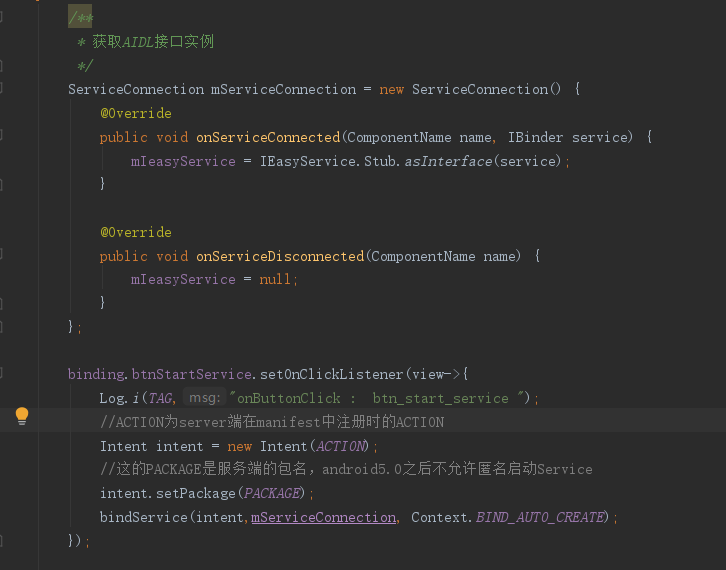 /**
 * 获取AIDL接口实例
 */
ServiceConnection mServiceConnection = new ServiceConnection() {
    @Override
    public void onServiceConnected(ComponentName name, IBinder service) {
        mIeasyService = IEasyService.Stub.asInterface(service);
    }

    @Override
    public void onServiceDisconnected(ComponentName name) {
        mIeasyService = null;
    }
};

binding.btnStartService.setOnClickListener(view->{
    Log.i(TAG, msg: "onButtonClick :  btn_start_service ");
    //ACTION为server端在manifest中注册时的ACTION
    Intent intent = new Intent(ACTION);
    //这的PACKAGE是服务端的包名，android5.0之后不允许匿名启动Service
    intent.setPackage(PACKAGE);
    bindService(intent,mServiceConnection, Context.BIND_AUTO_CREATE);
});